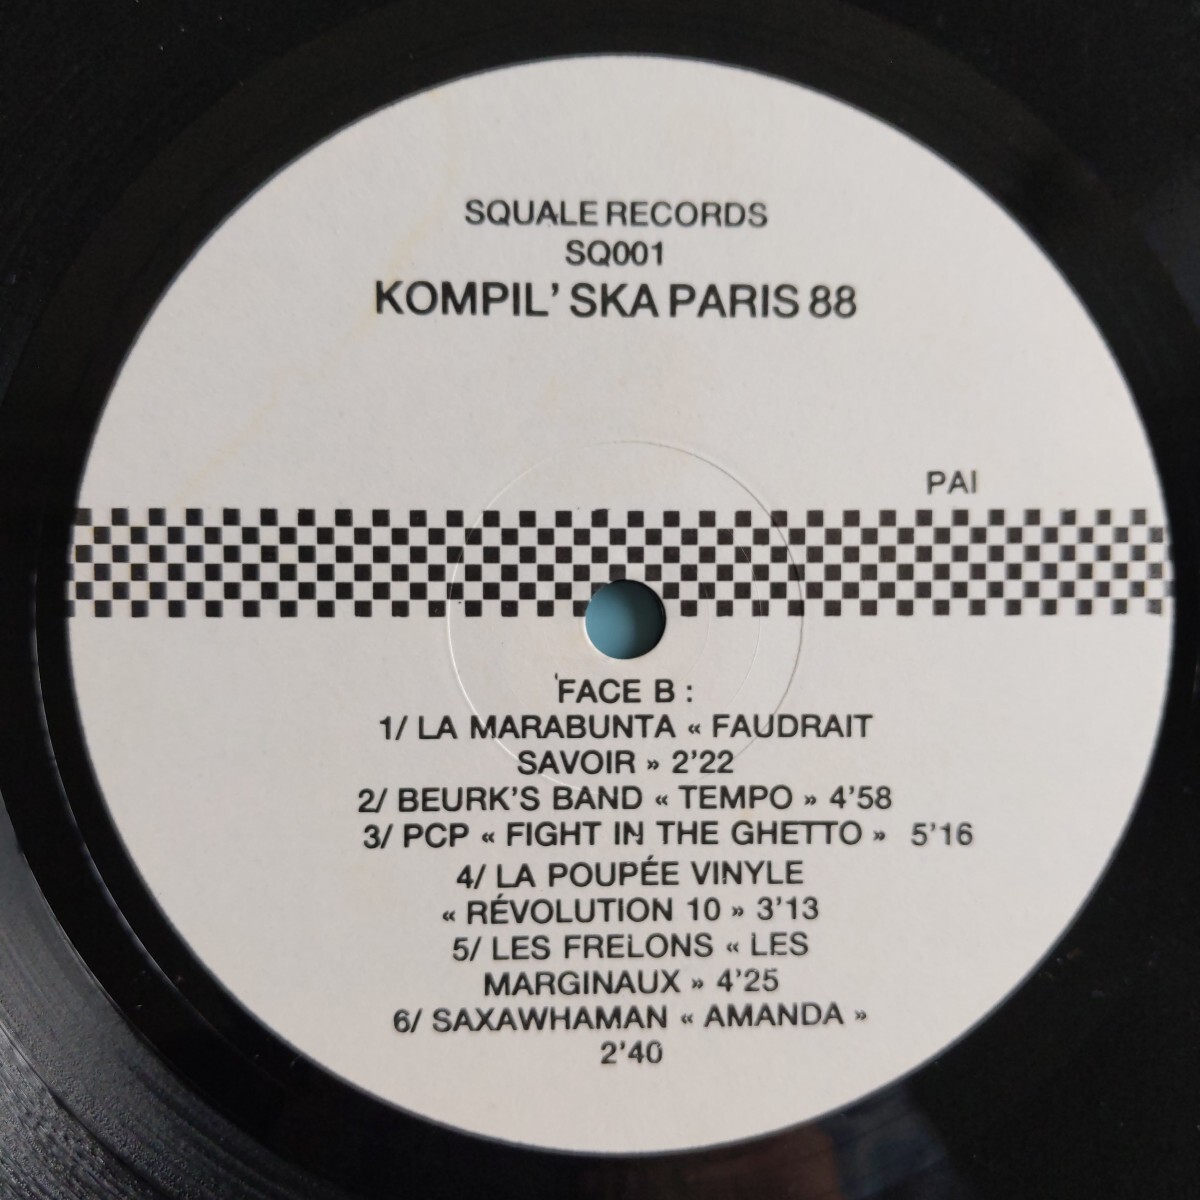 SQUALE RECORDS
SQ001
KOMPIL' SKA PARIS 88
PAI
FACE B :
1/ LA MARABUNTA « FAUDRAIT
SAVOIR » 2'22
2/ BEURK'S BAND « TEMPO » 4'58
3/ PCP « FIGHT IN THE GHETTO » 5'16
4/ LA POUPÉE VINYLE
« RÉVOLUTION 10 » 3'13
5/ LES FRELONS « LES
MARGINAUX » 4'25
6/ SAXAWHAMAN « AMANDA »
2'40